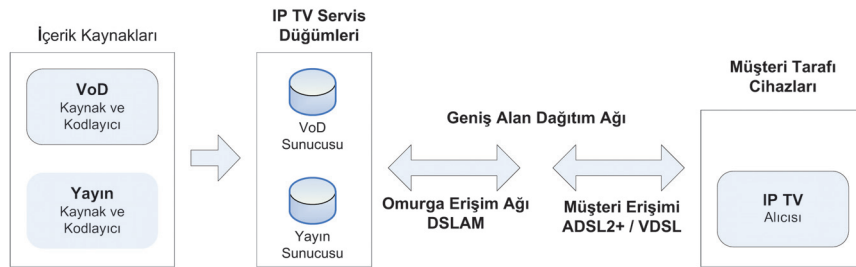 İçerik Kaynakları
VoD
Kaynak ve
Kodlayıcı
Yayın
Kaynak ve
Kodlayıcı
IP TV Servis
Düğümleri
VoD
Sunucusu
Yayın
Sunucusu
Geniş Alan Dağıtım Ağı
Omurga Erişim Ağı
DSLAM
Müşteri Erişimi
ADSL2+ / VDSL
Müşteri Tarafı
Cihazları
IP TV
Alıcısı